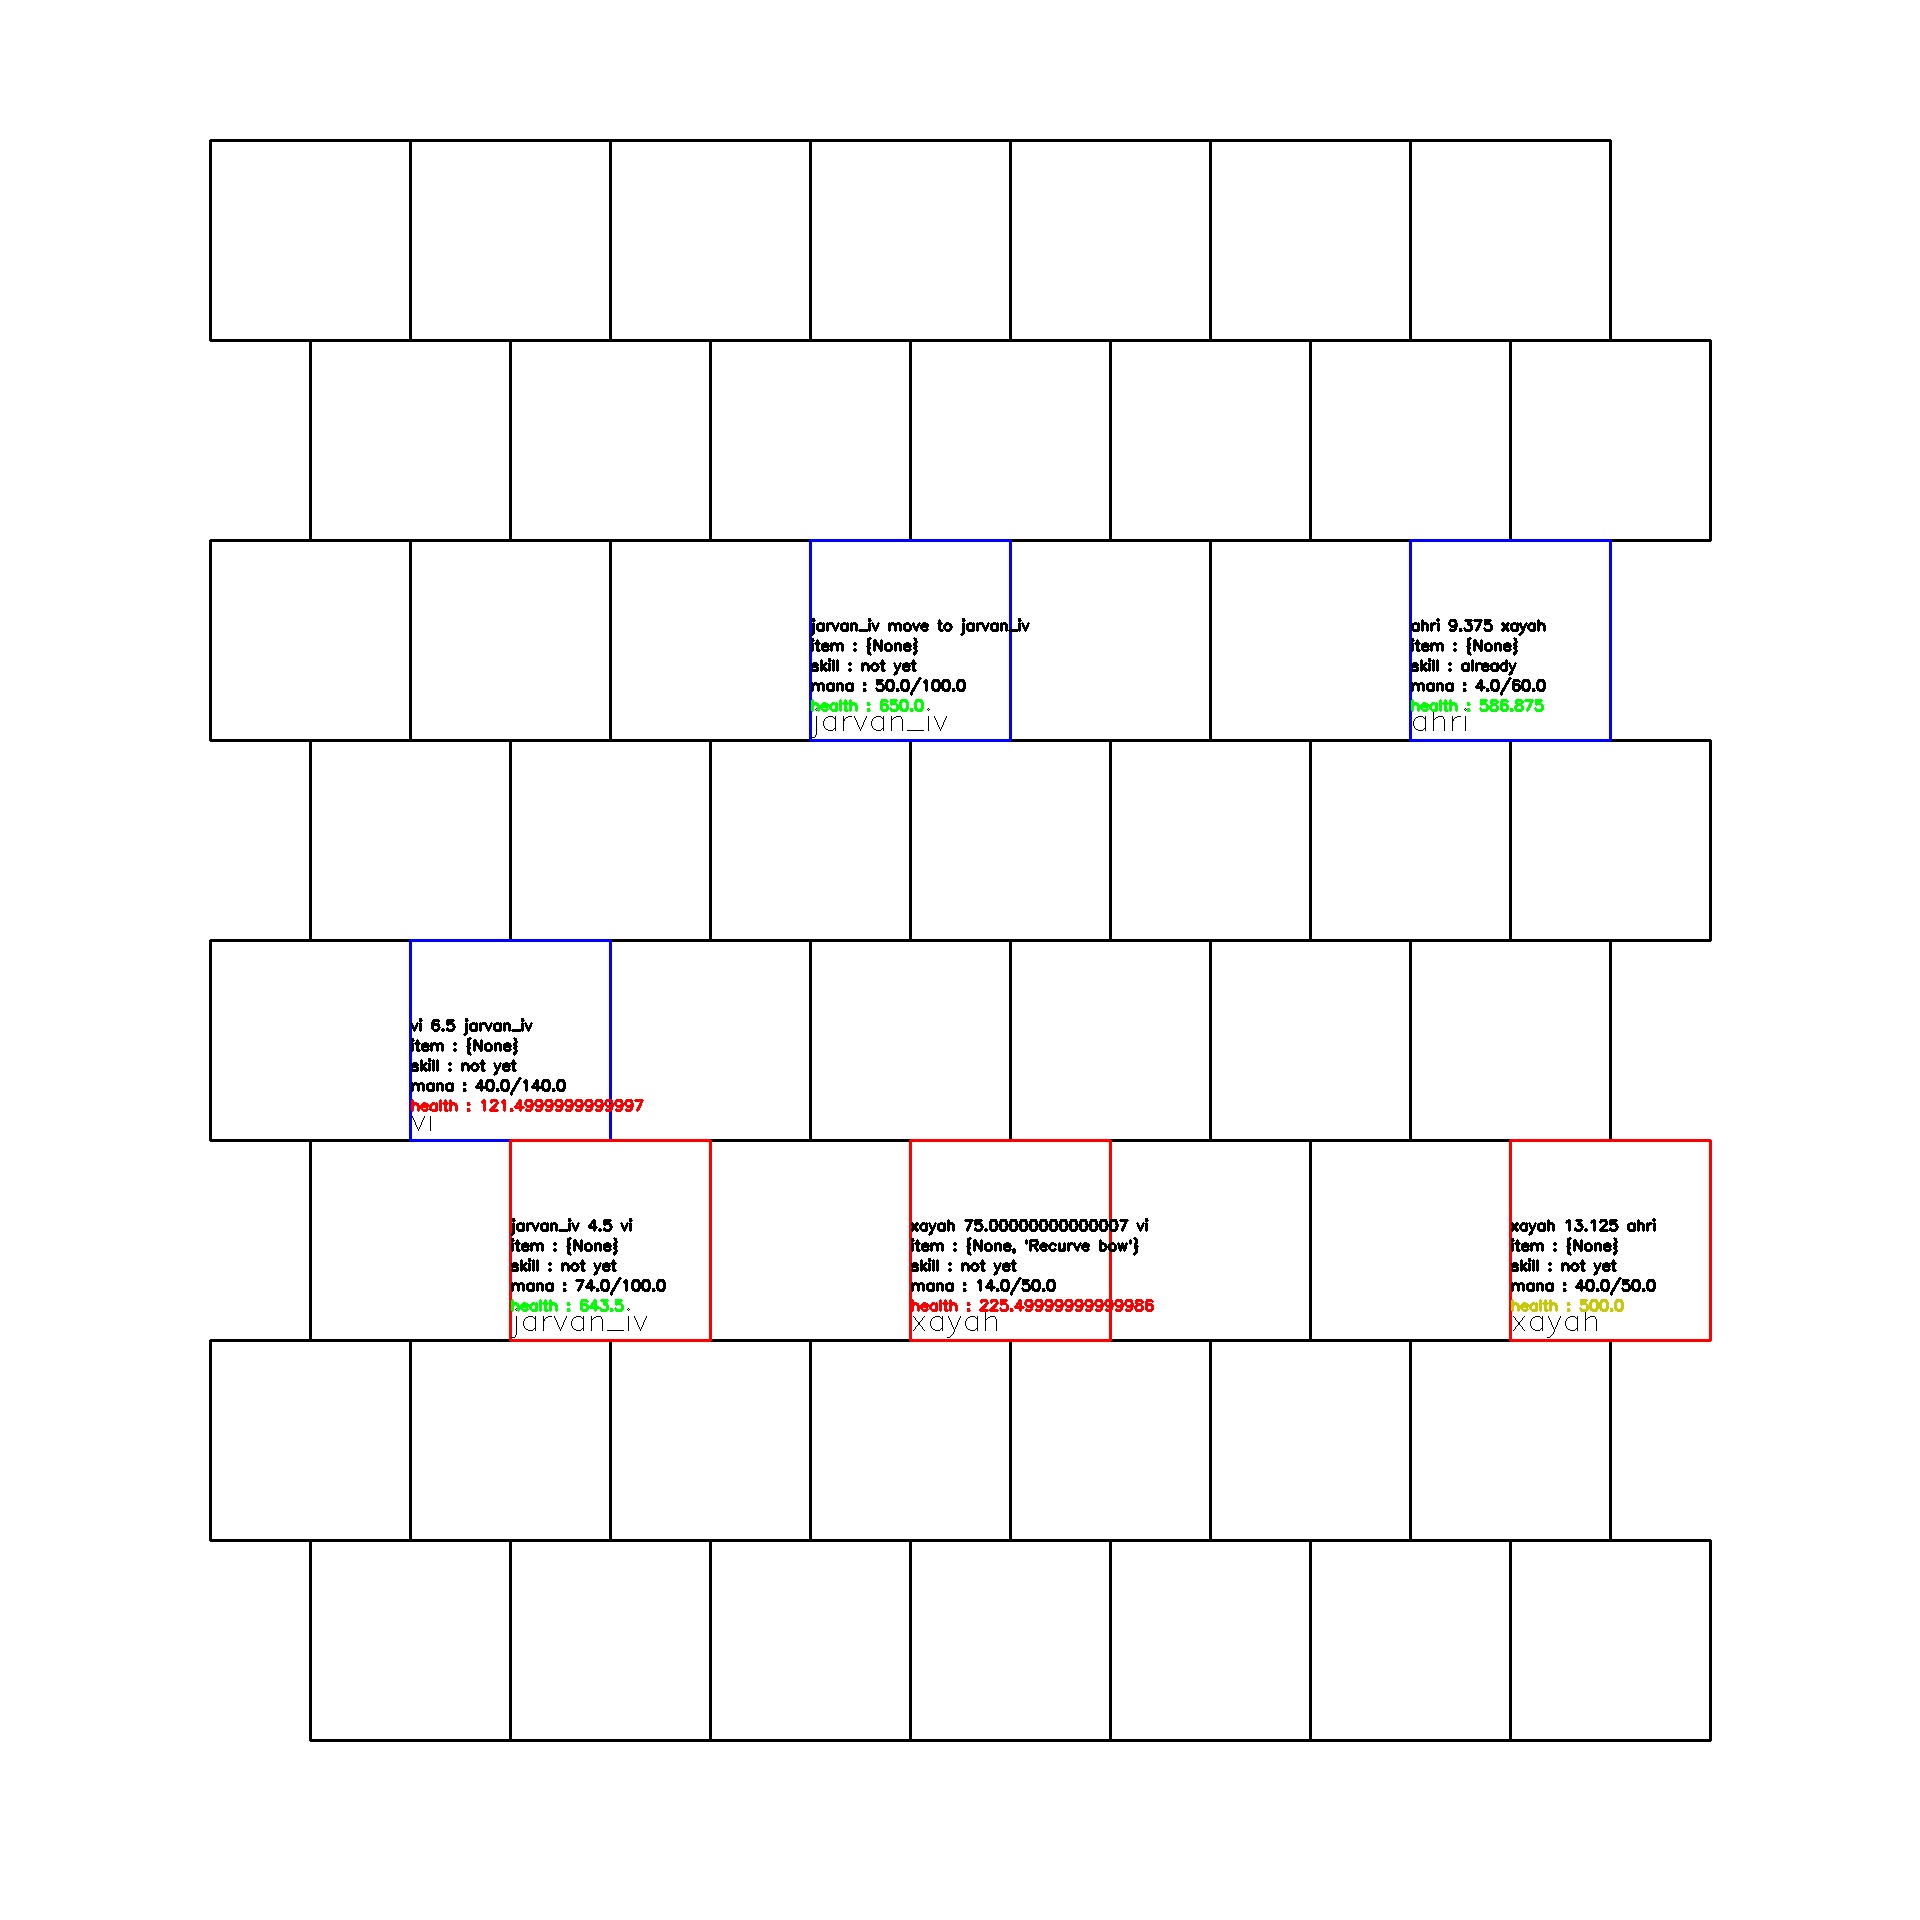 jarvan_iv move to jarvan_iv
item : {None}
skill : not yet
mana : 50.0/100.0
health : 650.0
jarvan_iv
ahri 9.375 xayah
item : {None}
skill : already
mana : 4.0/60.0
health : 586.875
ahri
vi 6.5 jarvan_iv
item : {None}
skill : not yet
mana : 40.0/140.0
health : 121.4999999999997
vi
jarvan_iv 4.5 vi
item : {None}
skill : not yet
mana : 74.0/100.0
health : 643.5
jarvan_iv
xayah 75.00000000000007 vi
item : {None, 'Recurve bow'}
skill : not yet
mana : 14.0/50.0
health : 225.49999999999986
xayah
xayah 13.125 ahri
item : {None}
skill : not yet
mana : 40.0/50.0
health : 500.0
xayah